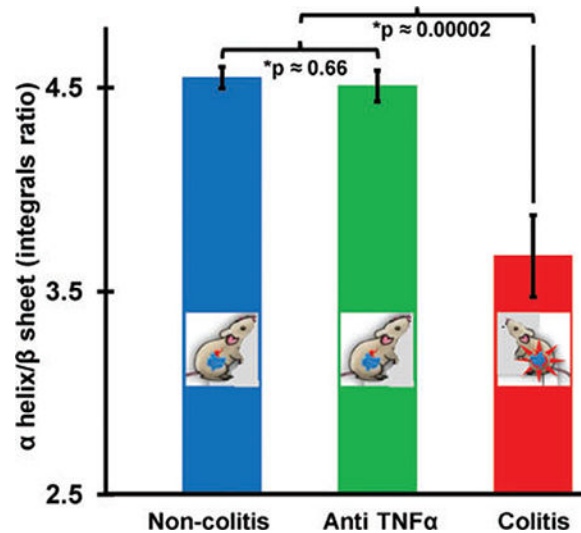 *p ≈ 0.00002
*p ≈ 0.66
α helix/β sheet (integrals ratio)
4.5
3.5
2.5
Non-colitis
Anti TNFα
Colitis